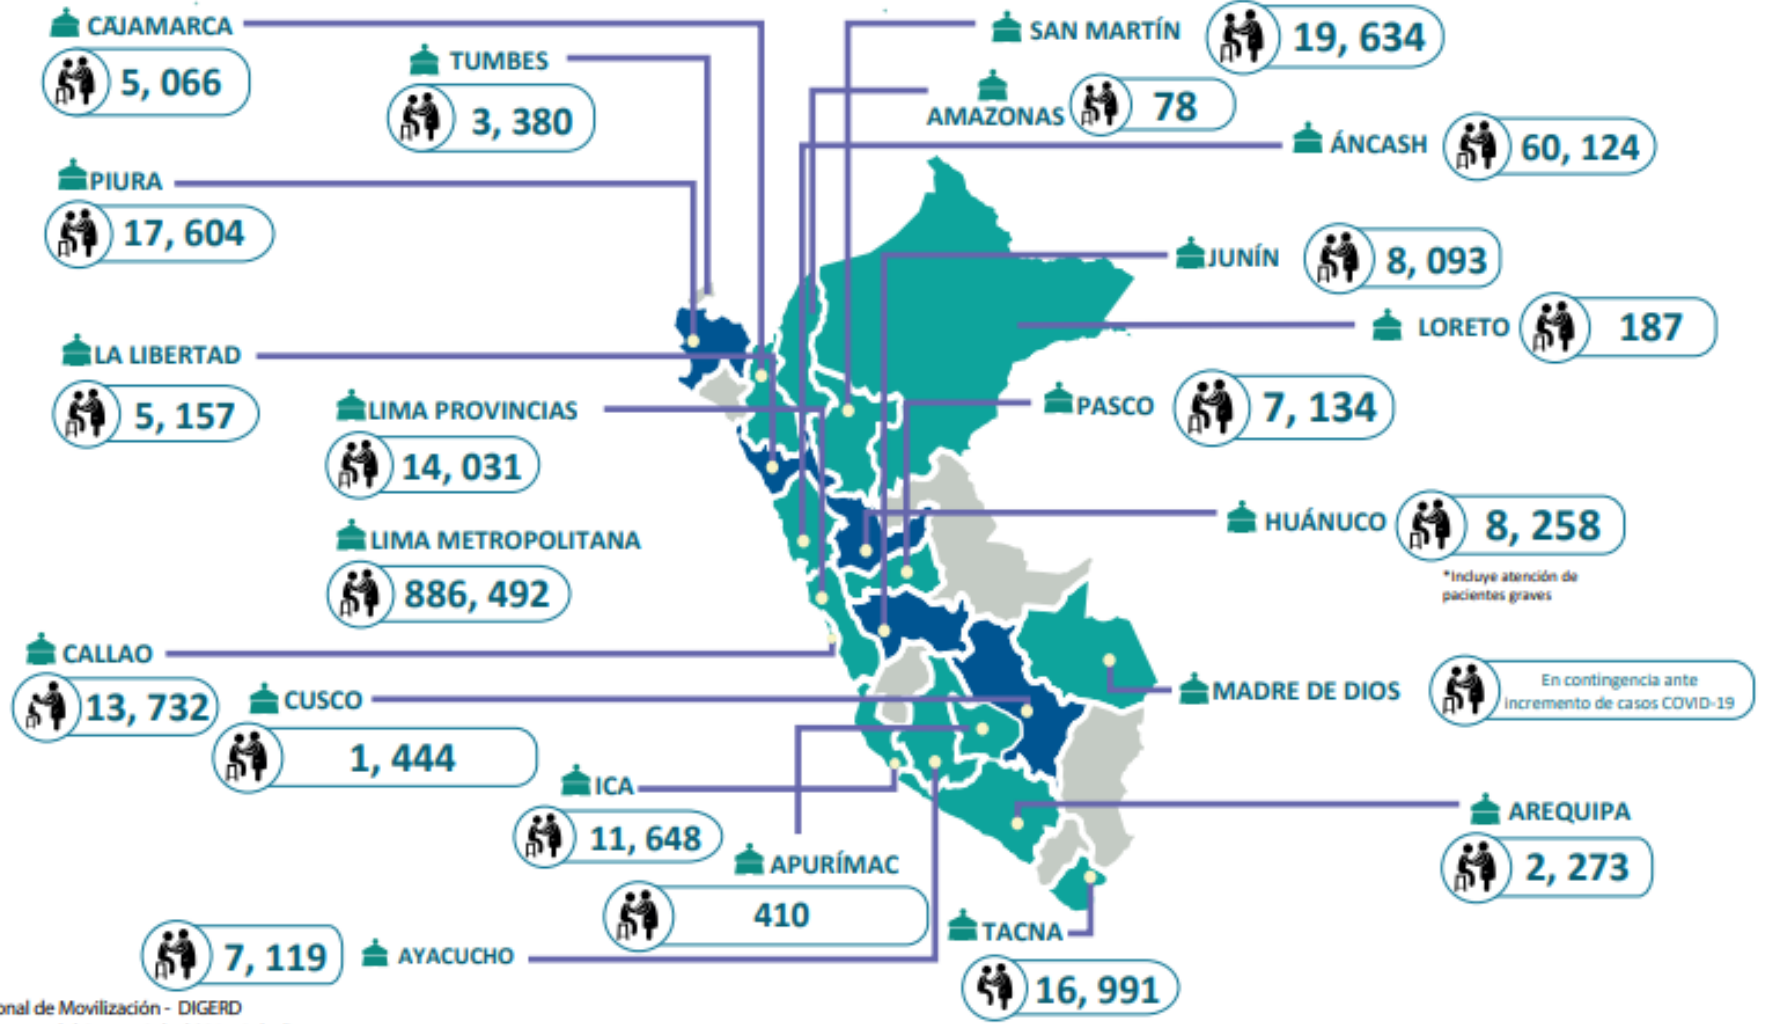 CAJAMARCA
5, 066
TUMBES
3, 380
SAN MARTÍN
19, 634
AMAZONAS
78
ÁNCASH
60, 124
PIURA
17, 604
JUNÍN
8, 093
LORETO
187
LA LIBERTAD
5, 157
LIMA PROVINCIAS
14, 031
PASCO
7, 134
LIMA METROPOLITANA
886, 492
HUÁNUCO
8, 258
*Incluye atención de
pacientes graves
CALLAO
13, 732
CUSCO
1, 444
MADRE DE DIOS
En contingencia ante
incremento de casos COVID-19
ICA
11, 648
APURÍMAC
410
AREQUIPA
2, 273
7, 119
AYACUCHO
TACNA
16, 991
onal de Movilización - DIGERD